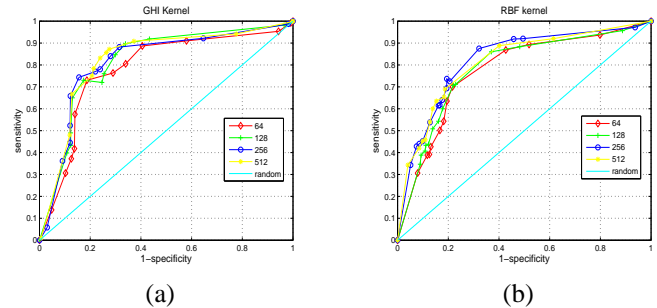 GHI Kernel
1
0.9
0.8
0.7
0.6
0.5
0.4
0.3
0.2
0.1
0
sensitivity
64
128
256
512
random
0 0.2 0.4 0.6 0.8 1
1−specificity
(a)
RBF kernel
1
0.9
0.8
0.7
0.6
0.5
0.4
0.3
0.2
0.1
0
sensitivity
64
128
256
512
random
0 0.2 0.4 0.6 0.8 1
1−specificity
(b)